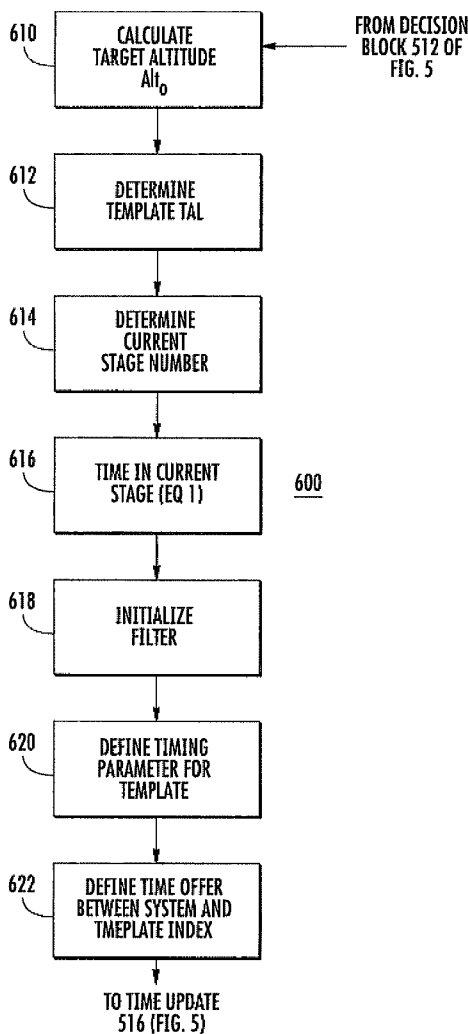 610
CALCULATE
TARGET ALTITUDE
Alto
FROM DECISION
BLOCK 512 OF
FIG. 5
612
DETERMINE
TEMPLATE TAL
614
DETERMINE
CURRENT
STAGE NUMBER
616
TIME IN CURRENT
STAGE (EQ 1)
600
618
INITIALIZE
FILTER
620
DEFINE TIMING
PARAMETER FOR
TEMPLATE
622
DEFINE TIME OFFER
BETWEEN SYSTEM AND
TMEPLATE INDEX
TO TIME UPDATE
516 (FIG. 5)